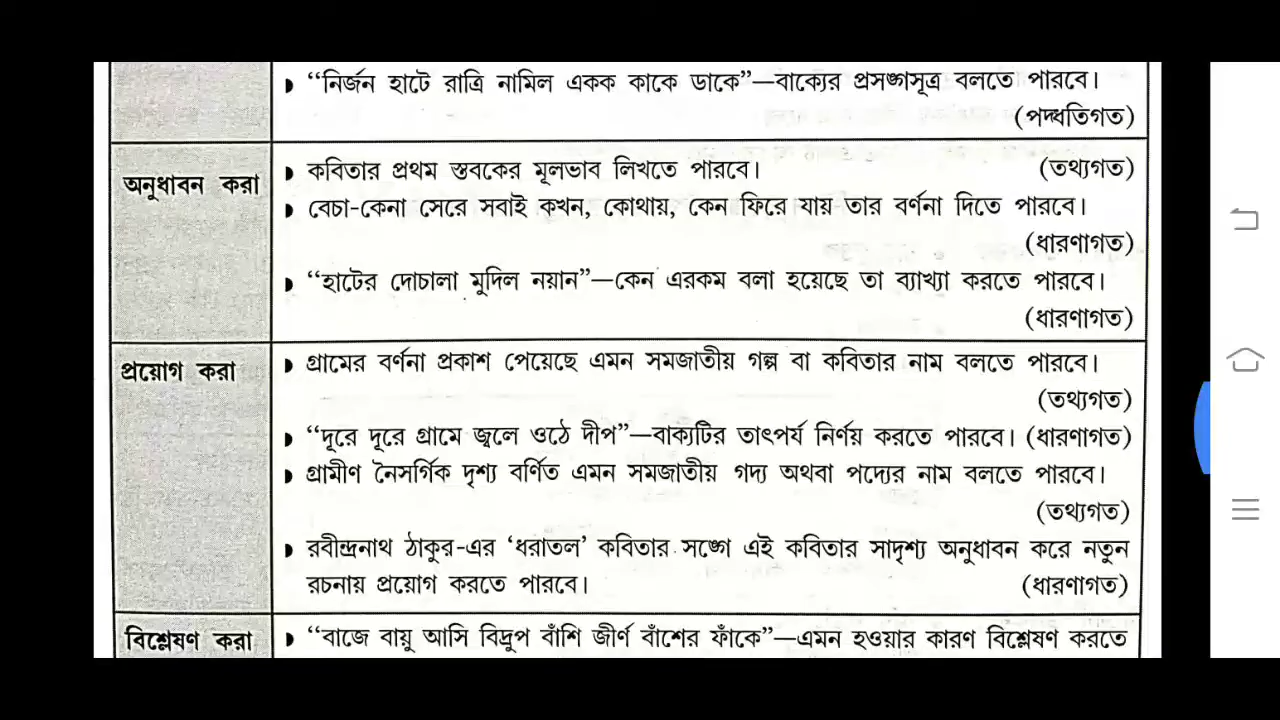 ◗ “নির্জন হাটে রাত্রি নামিল একক কাকে ডাকে”—বাক্যের প্রসঙ্গসূত্র বলতে পারবে।
(পদ্ধতিগত)
অনুধাবন করা
◗ কবিতার প্রথম স্তবকের মূলভাব লিখতে পারবে। (তথ্যগত)
◗ বেচা-কেনা সেরে সবাই কখন, কোথায়, কেন ফিরে যায় তার বর্ণনা দিতে পারবে।
(ধারণাগত)
◗ “হাটের দোচালা মুদিল নয়ান”—কেন এরকম বলা হয়েছে তা ব্যাখ্যা করতে পারবে।
(ধারণাগত)
প্রয়োগ করা
◗ গ্রামের বর্ণনা প্রকাশ পেয়েছে এমন সমজাতীয় গল্প বা কবিতার নাম বলতে পারবে।
(তথ্যগত)
◗ “দূরে দূরে গ্রামে জ্বলে ওঠে দীপ”—বাক্যটির তাৎপর্য নির্ণয় করতে পারবে। (ধারণাগত)
◗ গ্রামীণ নৈসর্গিক দৃশ্য বর্ণিত এমন সমজাতীয় গদ্য অথবা পদ্যের নাম বলতে পারবে।
(তথ্যগত)
◗ রবীন্দ্রনাথ ঠাকুর-এর ‘ধরাতল’ কবিতার সঙ্গে এই কবিতার সাদৃশ্য অনুধাবন করে নতুন
রচনায় প্রয়োগ করতে পারবে। (ধারণাগত)
বিশ্লেষণ করা
◗ “বাজে বায়ু আসি বিদ্রুপ বাঁশি জীর্ণ বাঁশের ফাঁকে”—এমন হওয়ার কারণ বিশ্লেষণ করতে